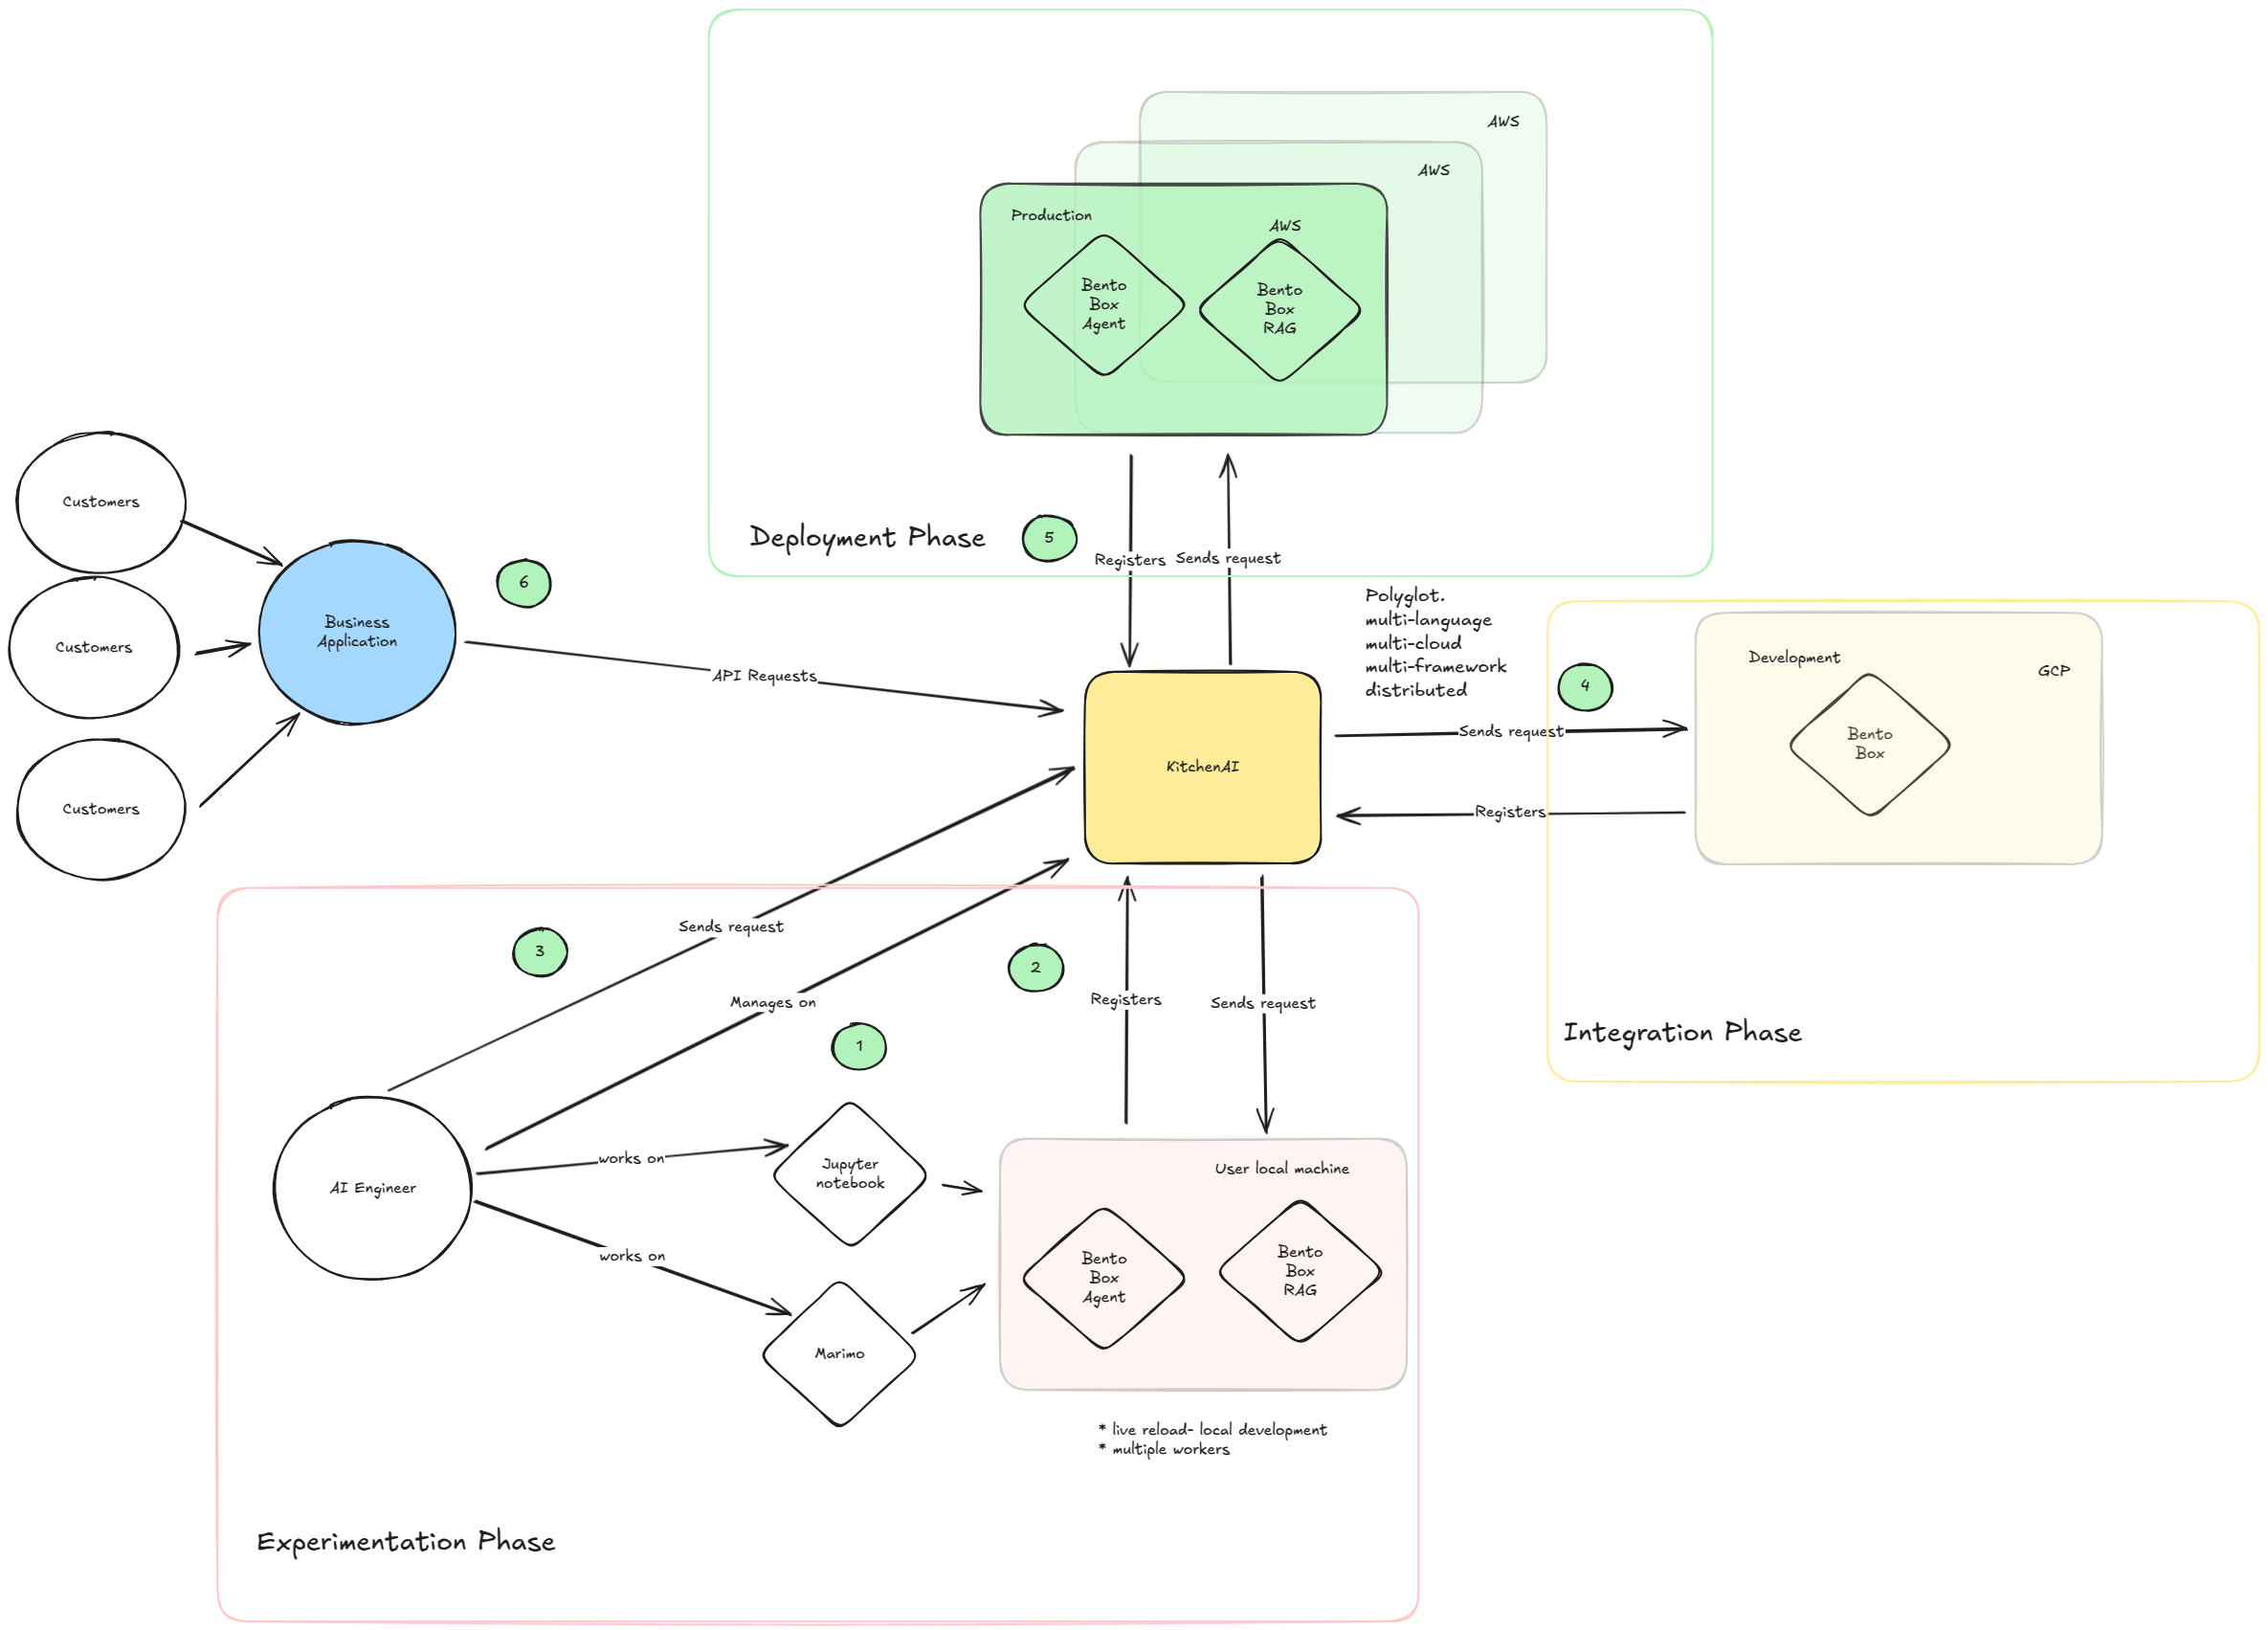 AWS
AWS
Production
AWS
Bento
Box
Agent
Bento
Box
RAG
Deployment Phase
5
Registers
Sends request
Customers
Customers
Customers
Business
Application
6
API Requests
Polyglot.
multi-language
multi-cloud
multi-framework
distributed
KitchenAI
4
Sends request
Registers
Development
GCP
Bento
Box
Integration Phase
3
Sends request
Manages on
2
Registers
Sends request
1
AI Engineer
works on
works on
Jupyter
notebook
Marimo
User local machine
Bento
Box
Agent
Bento
Box
RAG
* live reload- local development
* multiple workers
Experimentation Phase